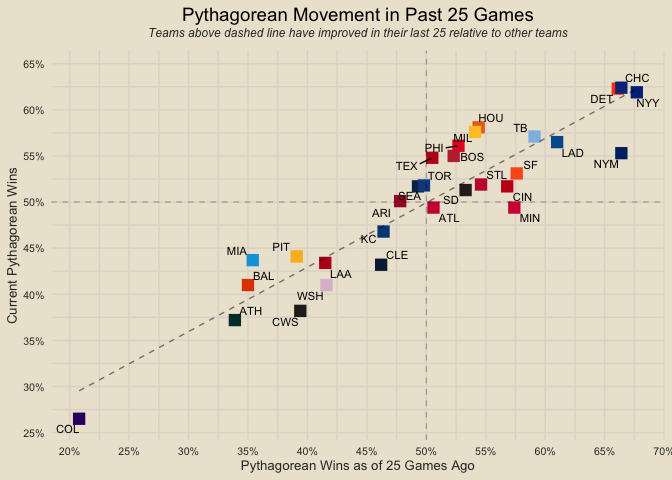 Pythagorean Movement in Past 25 Games
Teams above dashed line have improved in their last 25 relative to other teams
Current Pythagorean Wins
65%
60%
55%
50%
45%
40%
35%
30%
25%
CHC
DET
NYY
HOU
TB
MIL
PHI
BOS
LAD
NYM
TEX
SF
TOR
STL
SEA
SD
CIN
ARI
ATL
MIN
KC
MIA
PIT
CLE
BAL
LAA
WSH
ATH
CWS
COL
20%
25%
30%
35%
40%
45%
50%
55%
60%
65%
70%
Pythagorean Wins as of 25 Games Ago